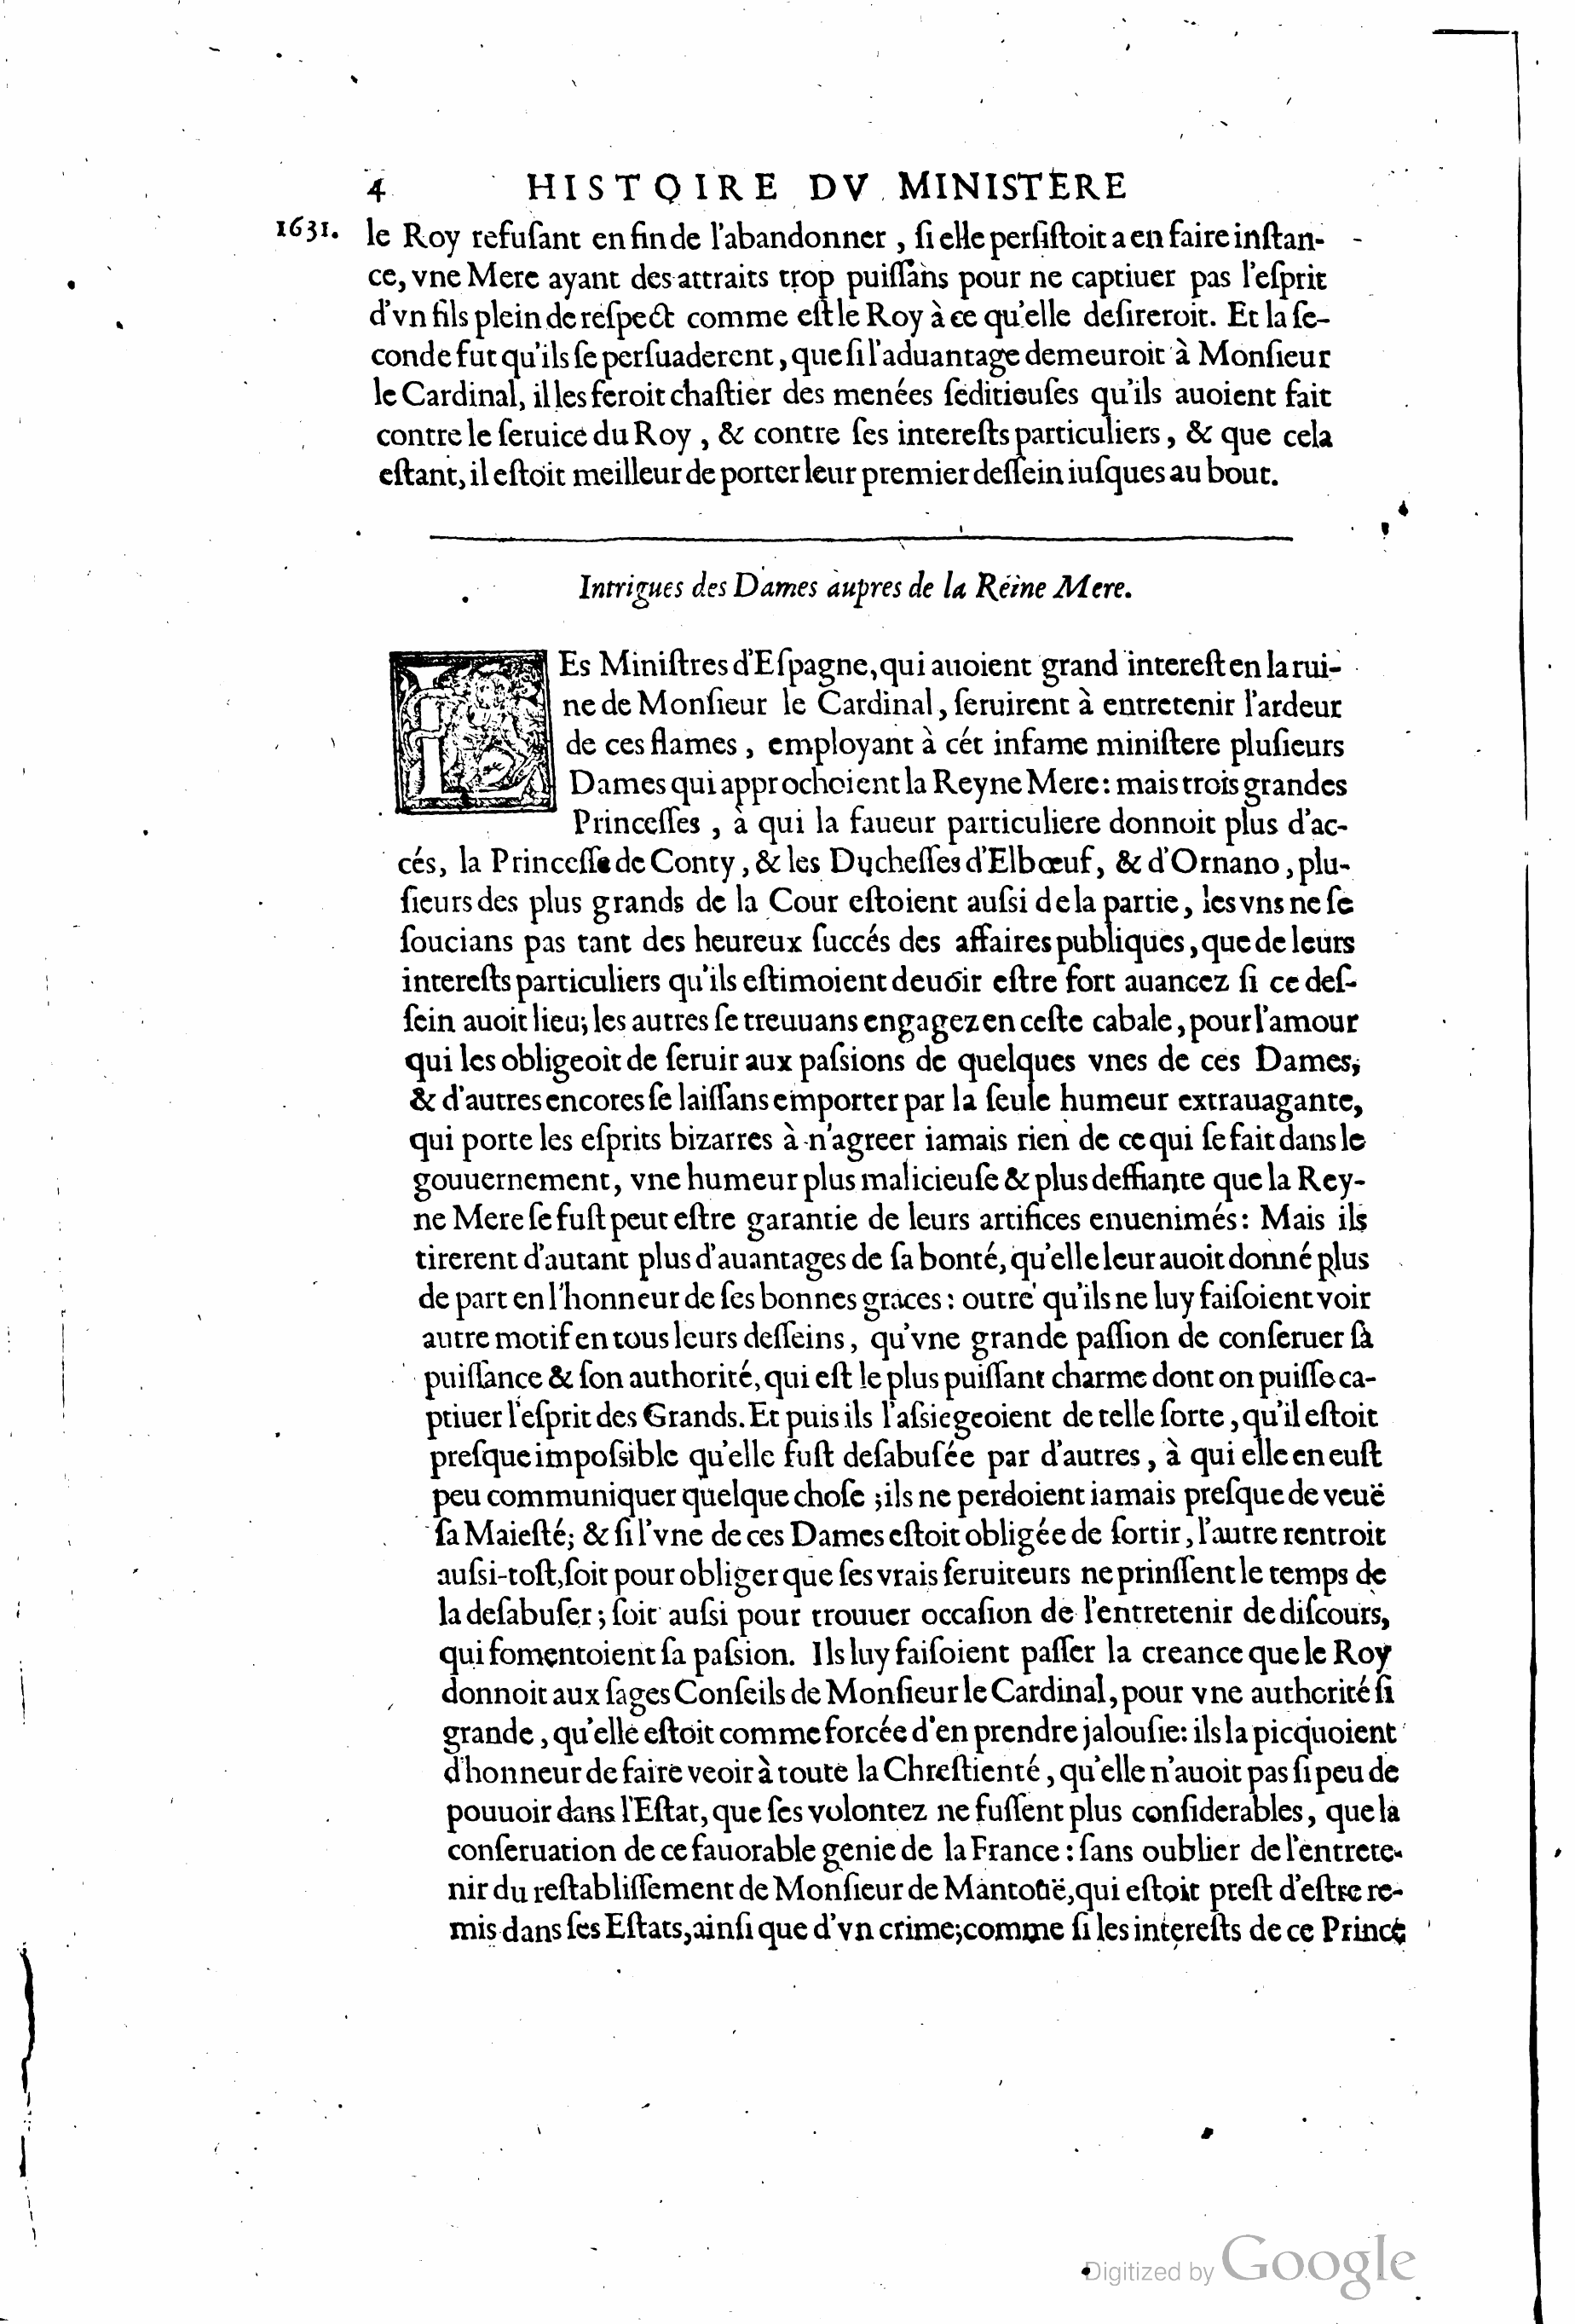 4 HISTOIRE DV MINISTERE
1631. le Roy refuſant en fin de l'abandonner, ſi elle perſiſtoit a en faire inſtan-
ce, vne Mere ayant des attraits trop puiſſans pour ne captiuer pas l'eſprit
d'vn fils plein de reſpect comme eſt le Roy à ce qu'elle deſireroit. Et la ſe-
conde fut qu'ils ſe perſuaderent, que ſi l'aduantage demeuroit à Monſieur
le Cardinal, il les feroit chaſtier des menées ſeditieuſes qu'ils auoient fait
contre le ſeruice du Roy, & contre ſes intereſts particuliers, & que cela
eſtant, il eſtoit meilleur de porter leur premier deſſein iuſques au bout.
Intrigues des Dames aupres de la Reine Mere.
LEs Miniſtres d'Eſpagne, qui auoient grand intereſt en la rui-
ne de Monſieur le Cardinal, ſeruirent à entretenir l'ardeur
de ces flames, employant à cét infame miniſtere pluſieurs
Dames qui approchoient la Reyne Mere: mais trois grandes
Princeſſes, à qui la faueur particuliere donnoit plus d'ac-
cés, la Princeſſe de Conty, & les Ducheſſes d'Elbœuf, & d'Ornano, plu-
ſieurs des plus grands de la Cour eſtoient auſsi de la partie, les vns ne ſe
ſoucians pas tant des heureux ſuccés des affaires publiques, que de leurs
intereſts particuliers qu'ils eſtimoient deuoir eſtre fort auancez ſi ce deſ-
ſein auoit lieu; les autres ſe treuuans engagez en ceſte cabale, pour l'amour
qui les obligeoit de ſeruir aux paſsions de quelques vnes de ces Dames;
& d'autres encores ſe laiſſans emporter par la ſeule humeur extrauagante,
qui porte les eſprits bizarres à n'agreer iamais rien de ce qui ſe fait dans le
gouuernement, vne humeur plus malicieuſe & plus deffiante que la Rey-
ne Mere ſe fuſt peut eſtre garantie de leurs artifices enuenimés: Mais ils
tirerent d'autant plus d'auantages de ſa bonté, qu'elle leur auoit donné plus
de part en l'honneur de ſes bonnes graces: outre qu'ils ne luy faiſoient voir
autre motif en tous leurs deſſeins, qu'vne grande paſſion de conſeruer ſa
puiſſance & ſon authorité, qui eſt le plus puiſſant charme dont on puiſſe ca-
ptiuer l'eſprit des Grands. Et puis ils l'aſsiegeoient de telle ſorte, qu'il eſtoit
preſque impoſsible qu'elle fuſt deſabuſée par d'autres, à qui elle en euſt
peu communiquer quelque choſe; ils ne perdoient iamais preſque de veuë
ſa Maieſté; & ſi l'vne de ces Dames eſtoit obligée de ſortir, l'autre rentroit
auſsi-toſt, ſoit pour obliger que ſes vrais ſeruiteurs ne prinſſent le temps de
la deſabuſer; ſoit auſsi pour trouuer occaſion de l'entretenir de diſcours,
qui fomentoient ſa paſsion. Ils luy faiſoient paſſer la creance que le Roy
donnoit aux ſages Conſeils de Monſieur le Cardinal, pour vne authorité ſi
grande, qu'elle eſtoit comme forcée d'en prendre jalouſie: ils la picquoient
d'honneur de faire veoir à toute la Chreſtienté, qu'elle n'auoit pas ſi peu de
pouuoir dans l'Eſtat, que ſes volontez ne fuſſent plus conſiderables, que la
conſeruation de ce fauorable genie de la France: ſans oublier de l'entrete-
nir du reſtabliſſement de Monſieur de Mantouë, qui eſtoit preſt d'eſtre re-
mis dans ſes Eſtats, ainſi que d'vn crime; comme ſi les intereſts de ce Prince
Digitized by Google